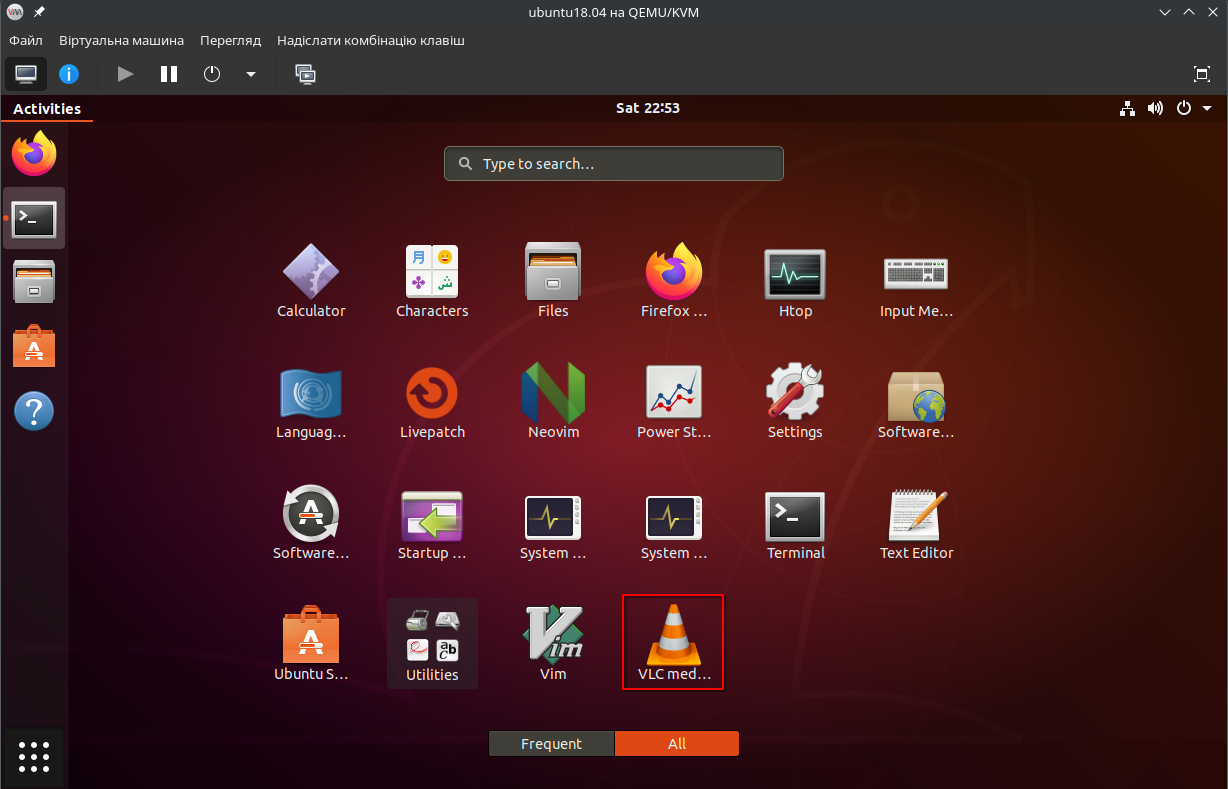 ubuntu18.04 на QEMU/KVM
Файл Віртуальна машина Перегляд Надіслати комбінацію клавіш
Activities Sat 22:53
Type to search…
Calculator Characters Files Firefox … Htop Input Me…
Languag… Livepatch Neovim Power St… Settings Software…
Software… Startup … System … System … Terminal Text Editor
Ubuntu S… Utilities Vim VLC med…
Frequent All